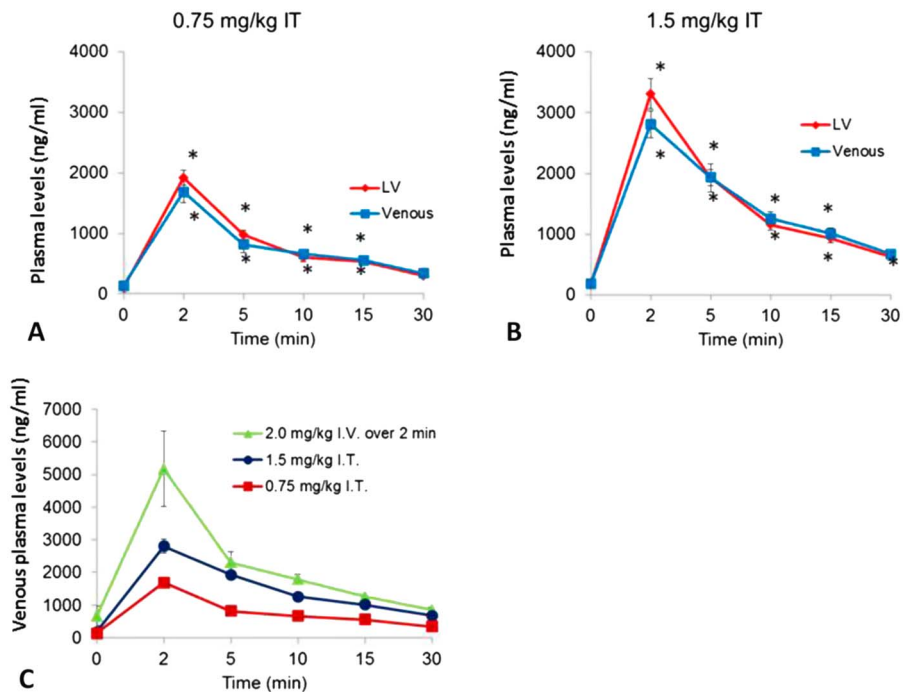 0.75 mg/kg IT
4000
3000
2000
1000
0
Plasma levels (ng/ml)
*
*
*
*
*
*
*
*
LV
Venous
0
2
5
10
15
30
Time (min)
A
1.5 mg/kg IT
4000
3000
2000
1000
0
Plasma levels (ng/ml)
*
*
*
*
*
*
*
*
*
LV
Venous
0
2
5
10
15
30
Time (min)
B
7000
6000
5000
4000
3000
2000
1000
0
Venous plasma levels (ng/ml)
2.0 mg/kg I.V. over 2 min
1.5 mg/kg I.T.
0.75 mg/kg I.T.
0
2
5
10
15
30
Time (min)
C